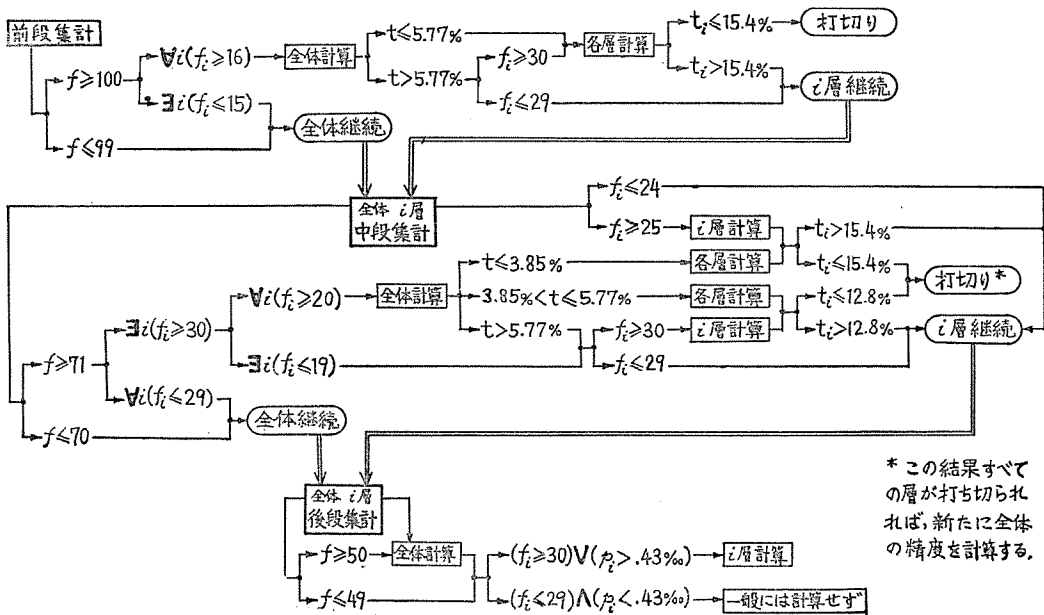 前段集計
f≥100
f≤99
∀i(fᵢ≥16)
∃i(fᵢ≤15)
全体計算
t≤5.77%
t>5.77%
fᵢ≥30
fᵢ≤29
各層計算
tᵢ≤15.4%
tᵢ>15.4%
打切り
i層継続
全体継続
全体 i層
中段集計
fᵢ≤24
fᵢ≥25
i層計算
tᵢ>15.4%
tᵢ≤15.4%
t≤3.85%
各層計算
∀i(fᵢ≥20)
全体計算
3.85%<t≤5.77%
各層計算
tᵢ≤12.8%
tᵢ>12.8%
打切り*
∃i(fᵢ≥30)
t>5.77%
fᵢ≥30
i層計算
i層継続
∃i(fᵢ≤19)
fᵢ≤29
f≥71
∀i(fᵢ≤29)
f≤70
全体継続
全体 i層
後段集計
f≥50
全体計算
(fᵢ≥30)∨(pᵢ>.43‰)
i層計算
f≤49
(fᵢ≤29)∧(pᵢ<.43‰)
一般には計算せず
* この結果すべて
の層が打ち切られ
れば,新たに全体
の精度を計算する.